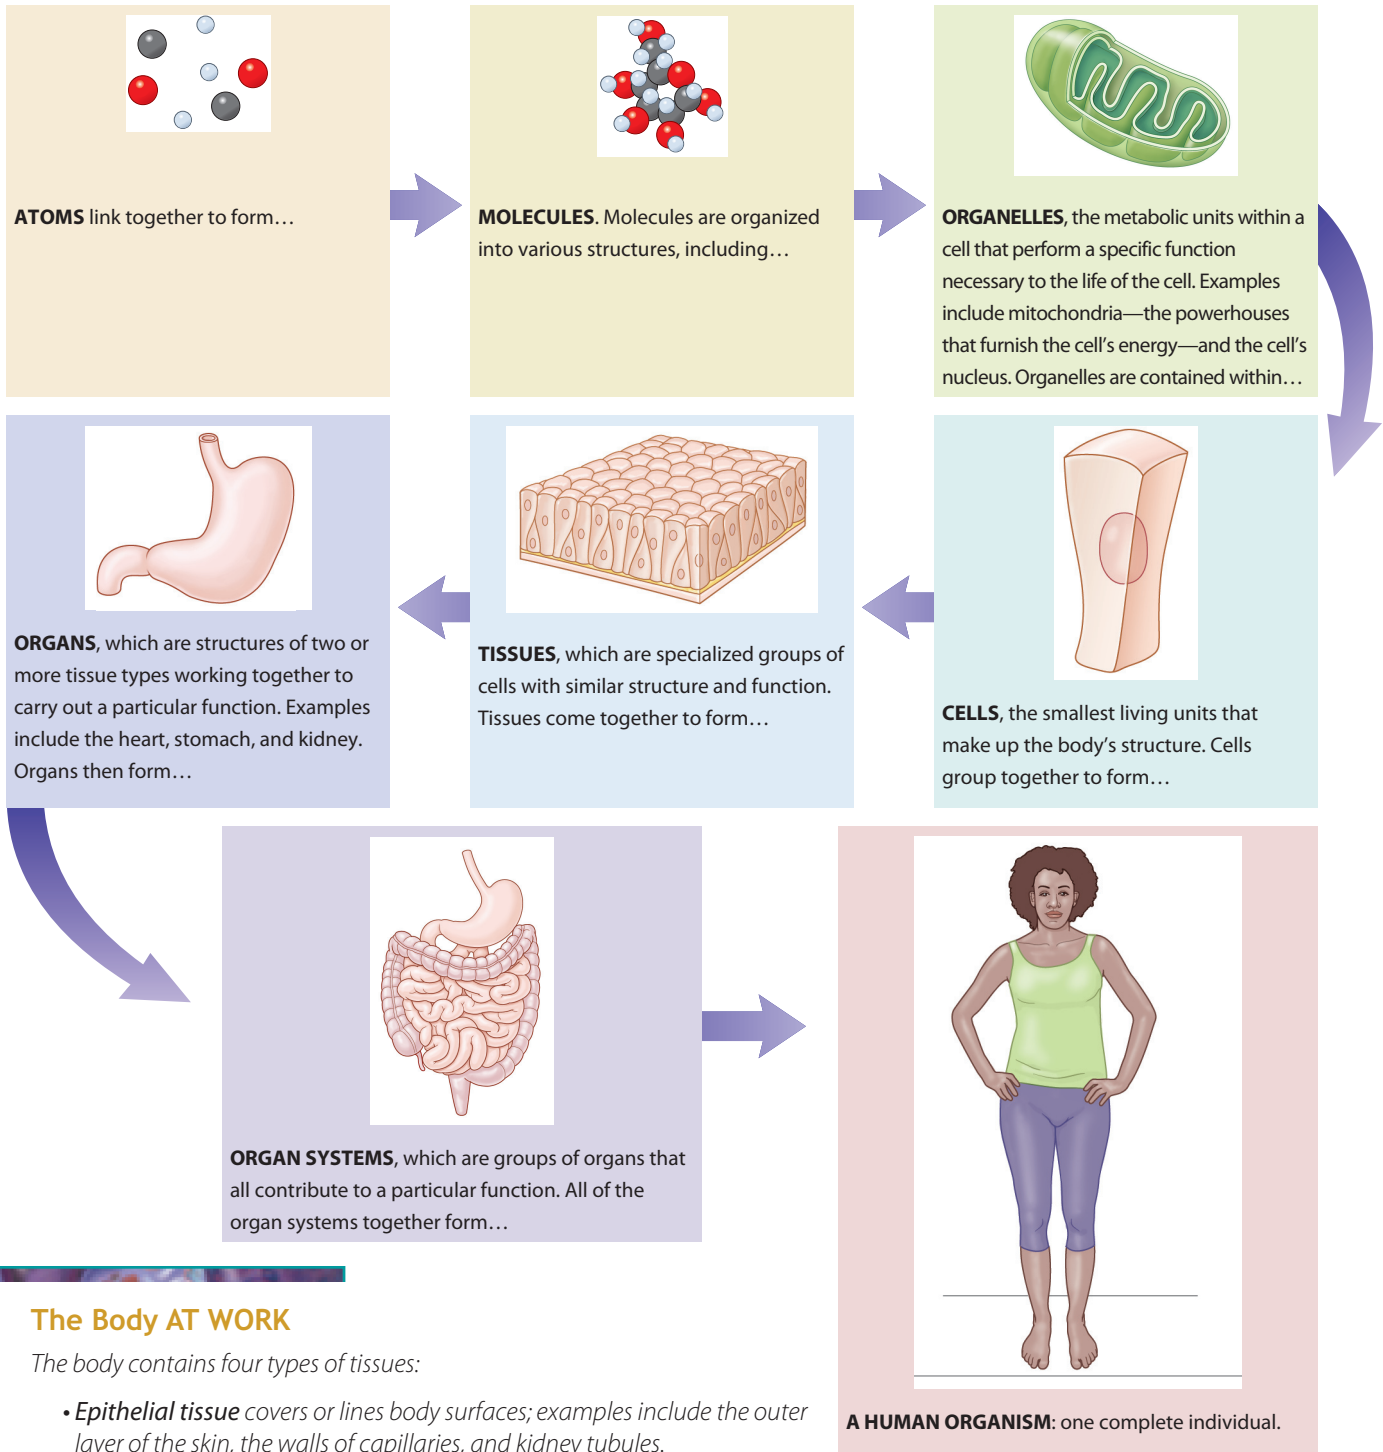 ATOMS link together to form…
MOLECULES. Molecules are organized
into various structures, including…
ORGANELLES, the metabolic units within a
cell that perform a specific function
necessary to the life of the cell. Examples
include mitochondria—the powerhouses
that furnish the cell’s energy—and the cell’s
nucleus. Organelles are contained within…
CELLS, the smallest living units that
make up the body’s structure. Cells
group together to form…
TISSUES, which are specialized groups of
cells with similar structure and function.
Tissues come together to form…
ORGANS, which are structures of two or
more tissue types working together to
carry out a particular function. Examples
include the heart, stomach, and kidney.
Organs then form…
ORGAN SYSTEMS, which are groups of organs that
all contribute to a particular function. All of the
organ systems together form…
A HUMAN ORGANISM: one complete individual.
The Body AT WORK
The body contains four types of tissues:
• Epithelial tissue covers or lines body surfaces; examples include the outer
layer of the skin, the walls of capillaries, and kidney tubules.